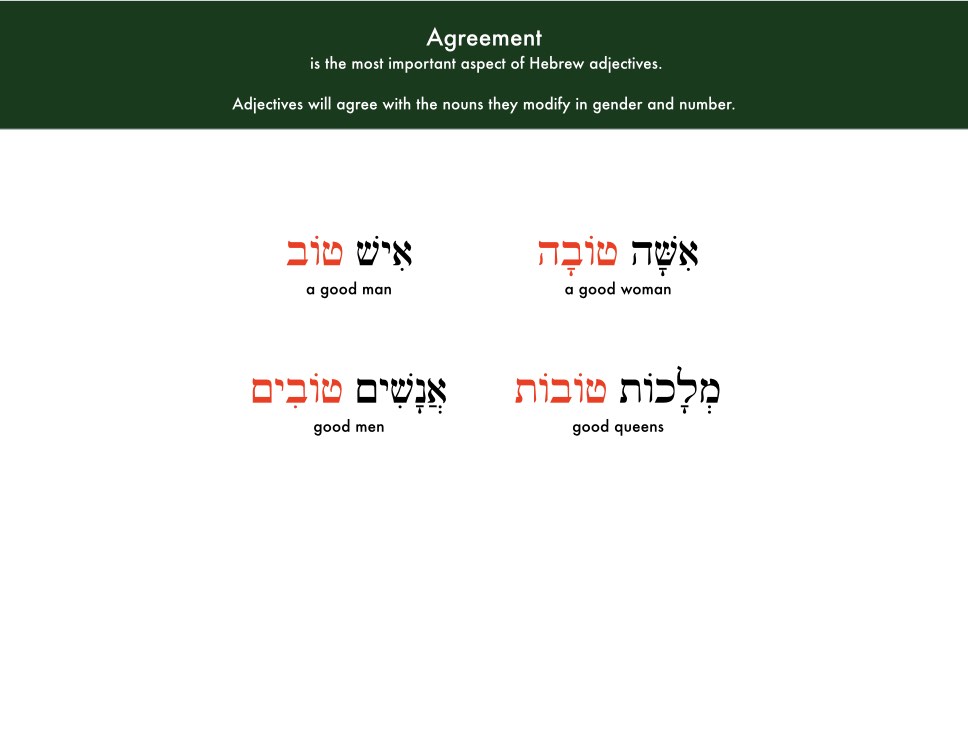 Agreement
is the most important aspect of Hebrew adjectives.
Adjectives will agree with the nouns they modify in gender and number.
אִישׁ טוֹב
a good man
אִשָּׁה טוֹבָה
a good woman
אֲנָשִׁים טוֹבִים
good men
מְלָכוֹת טוֹבוֹת
good queens